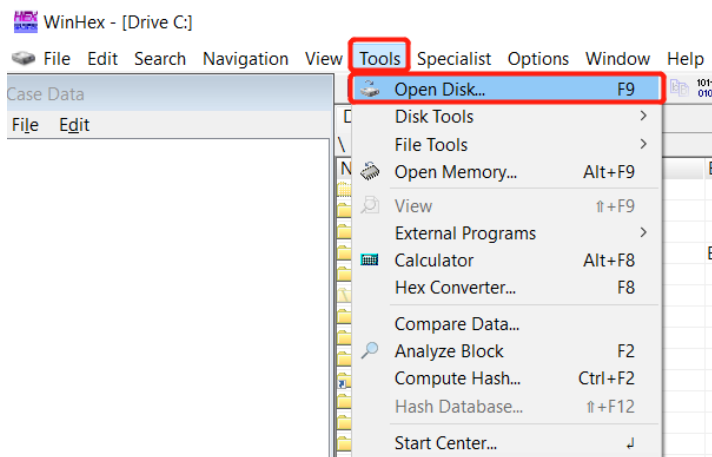 WinHex - [Drive C:]
File Edit Search Navigation View Tools Specialist Options Window Help
Case Data
File Edit
Open Disk... F9
Disk Tools >
File Tools >
Open Memory... Alt+F9
View ⇑+F9
External Programs >
Calculator Alt+F8
Hex Converter... F8
Compare Data...
Analyze Block F2
Compute Hash... Ctrl+F2
Hash Database... ⇑+F12
Start Center... ↲